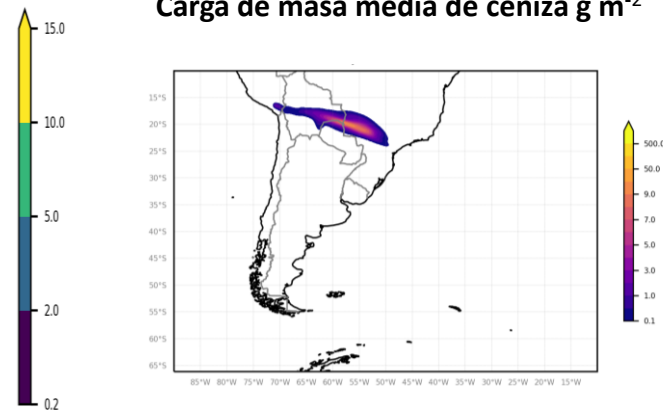 Carga de masa media de ceniza g m⁻²
15.0
10.0
5.0
2.0
0.2
15°S
20°S
25°S
30°S
35°S
40°S
45°S
50°S
55°S
60°S
65°S
85°W 80°W 75°W 70°W 65°W 60°W 55°W 50°W 45°W 40°W 35°W 30°W 25°W 20°W 15°W
500.0
50.0
9.0
7.0
5.0
3.0
1.0
0.1